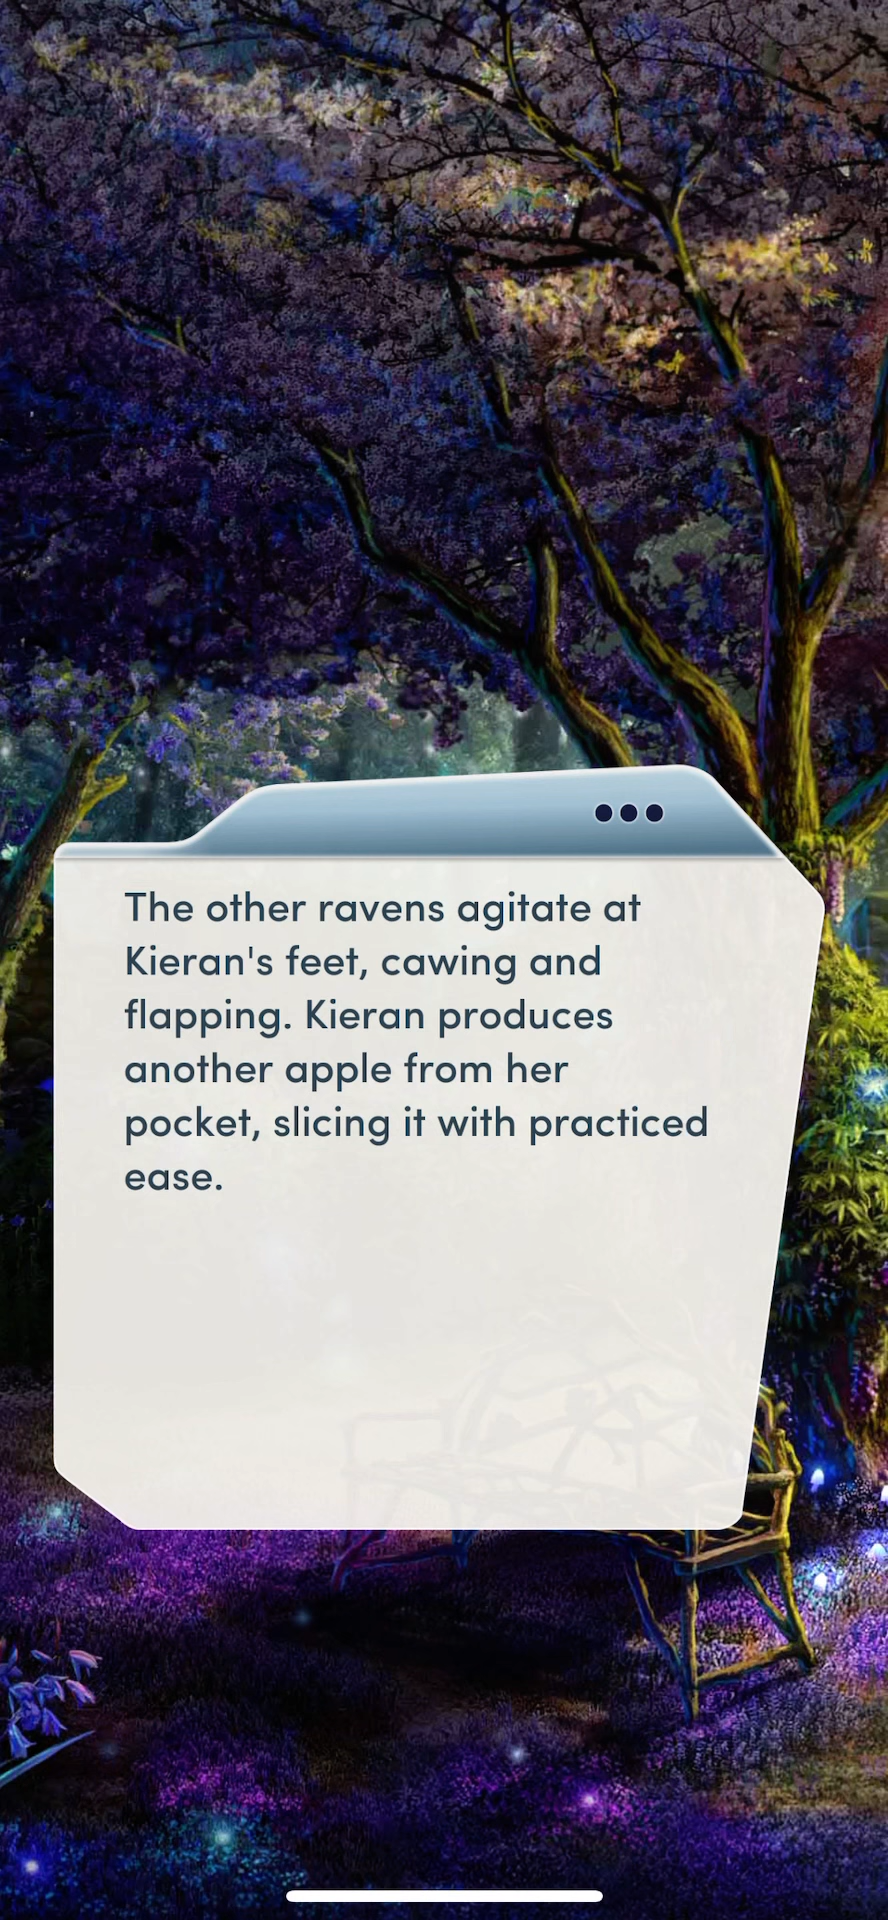 The other ravens agitate at
Kieran's feet, cawing and
flapping. Kieran produces
another apple from her
pocket, slicing it with practiced
ease.